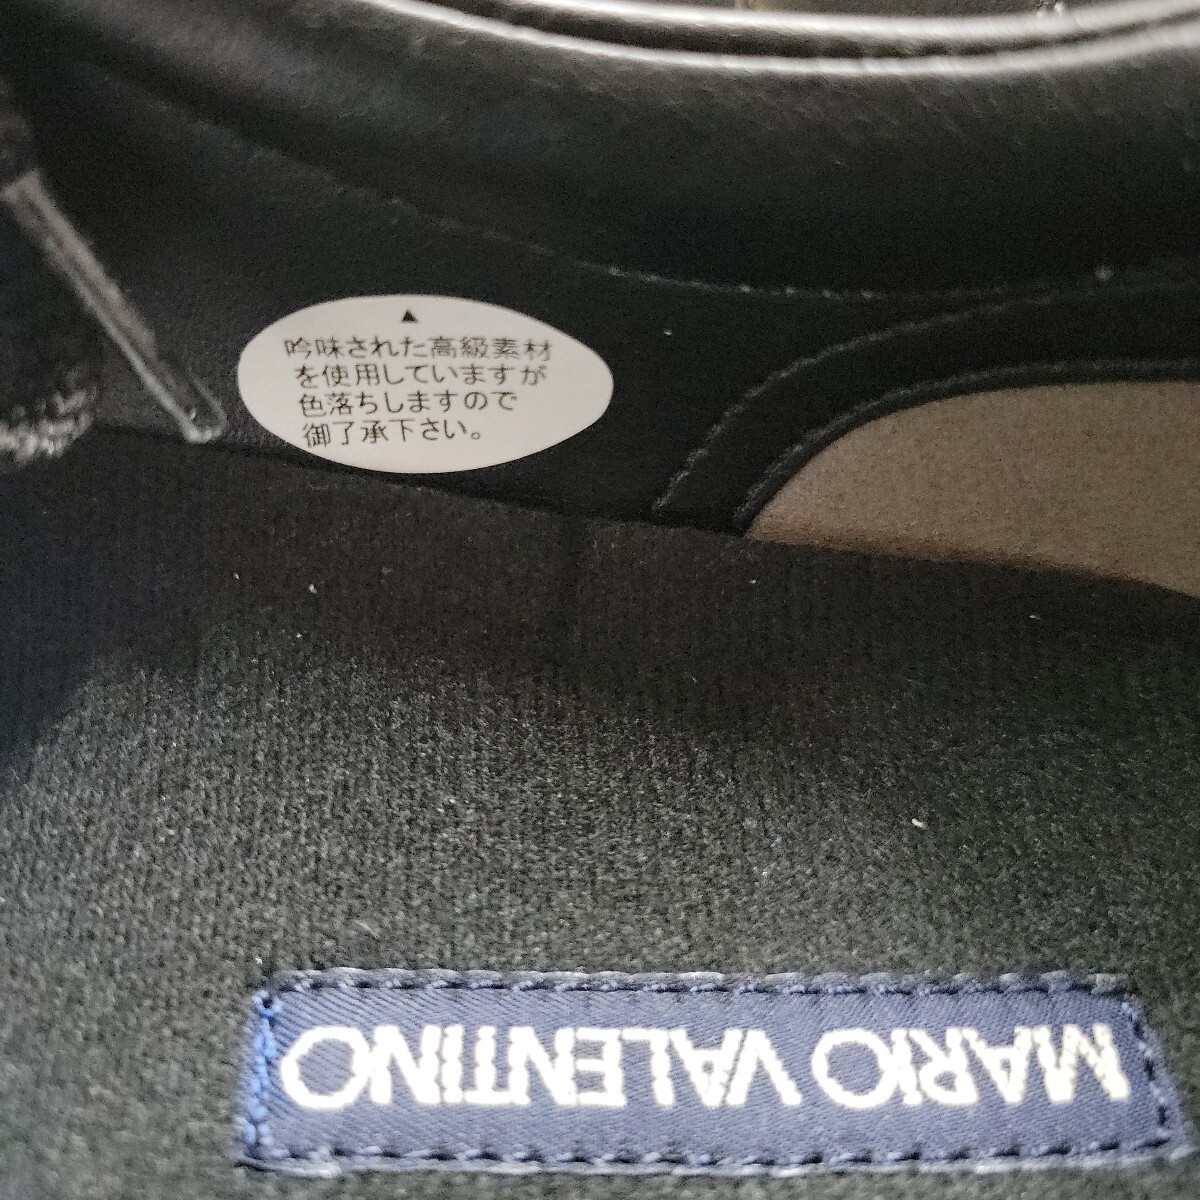 ▲
吟味された高級素材
を使用していますが
色落ちしますので
御了承下さい。
MARIO VALENTINO